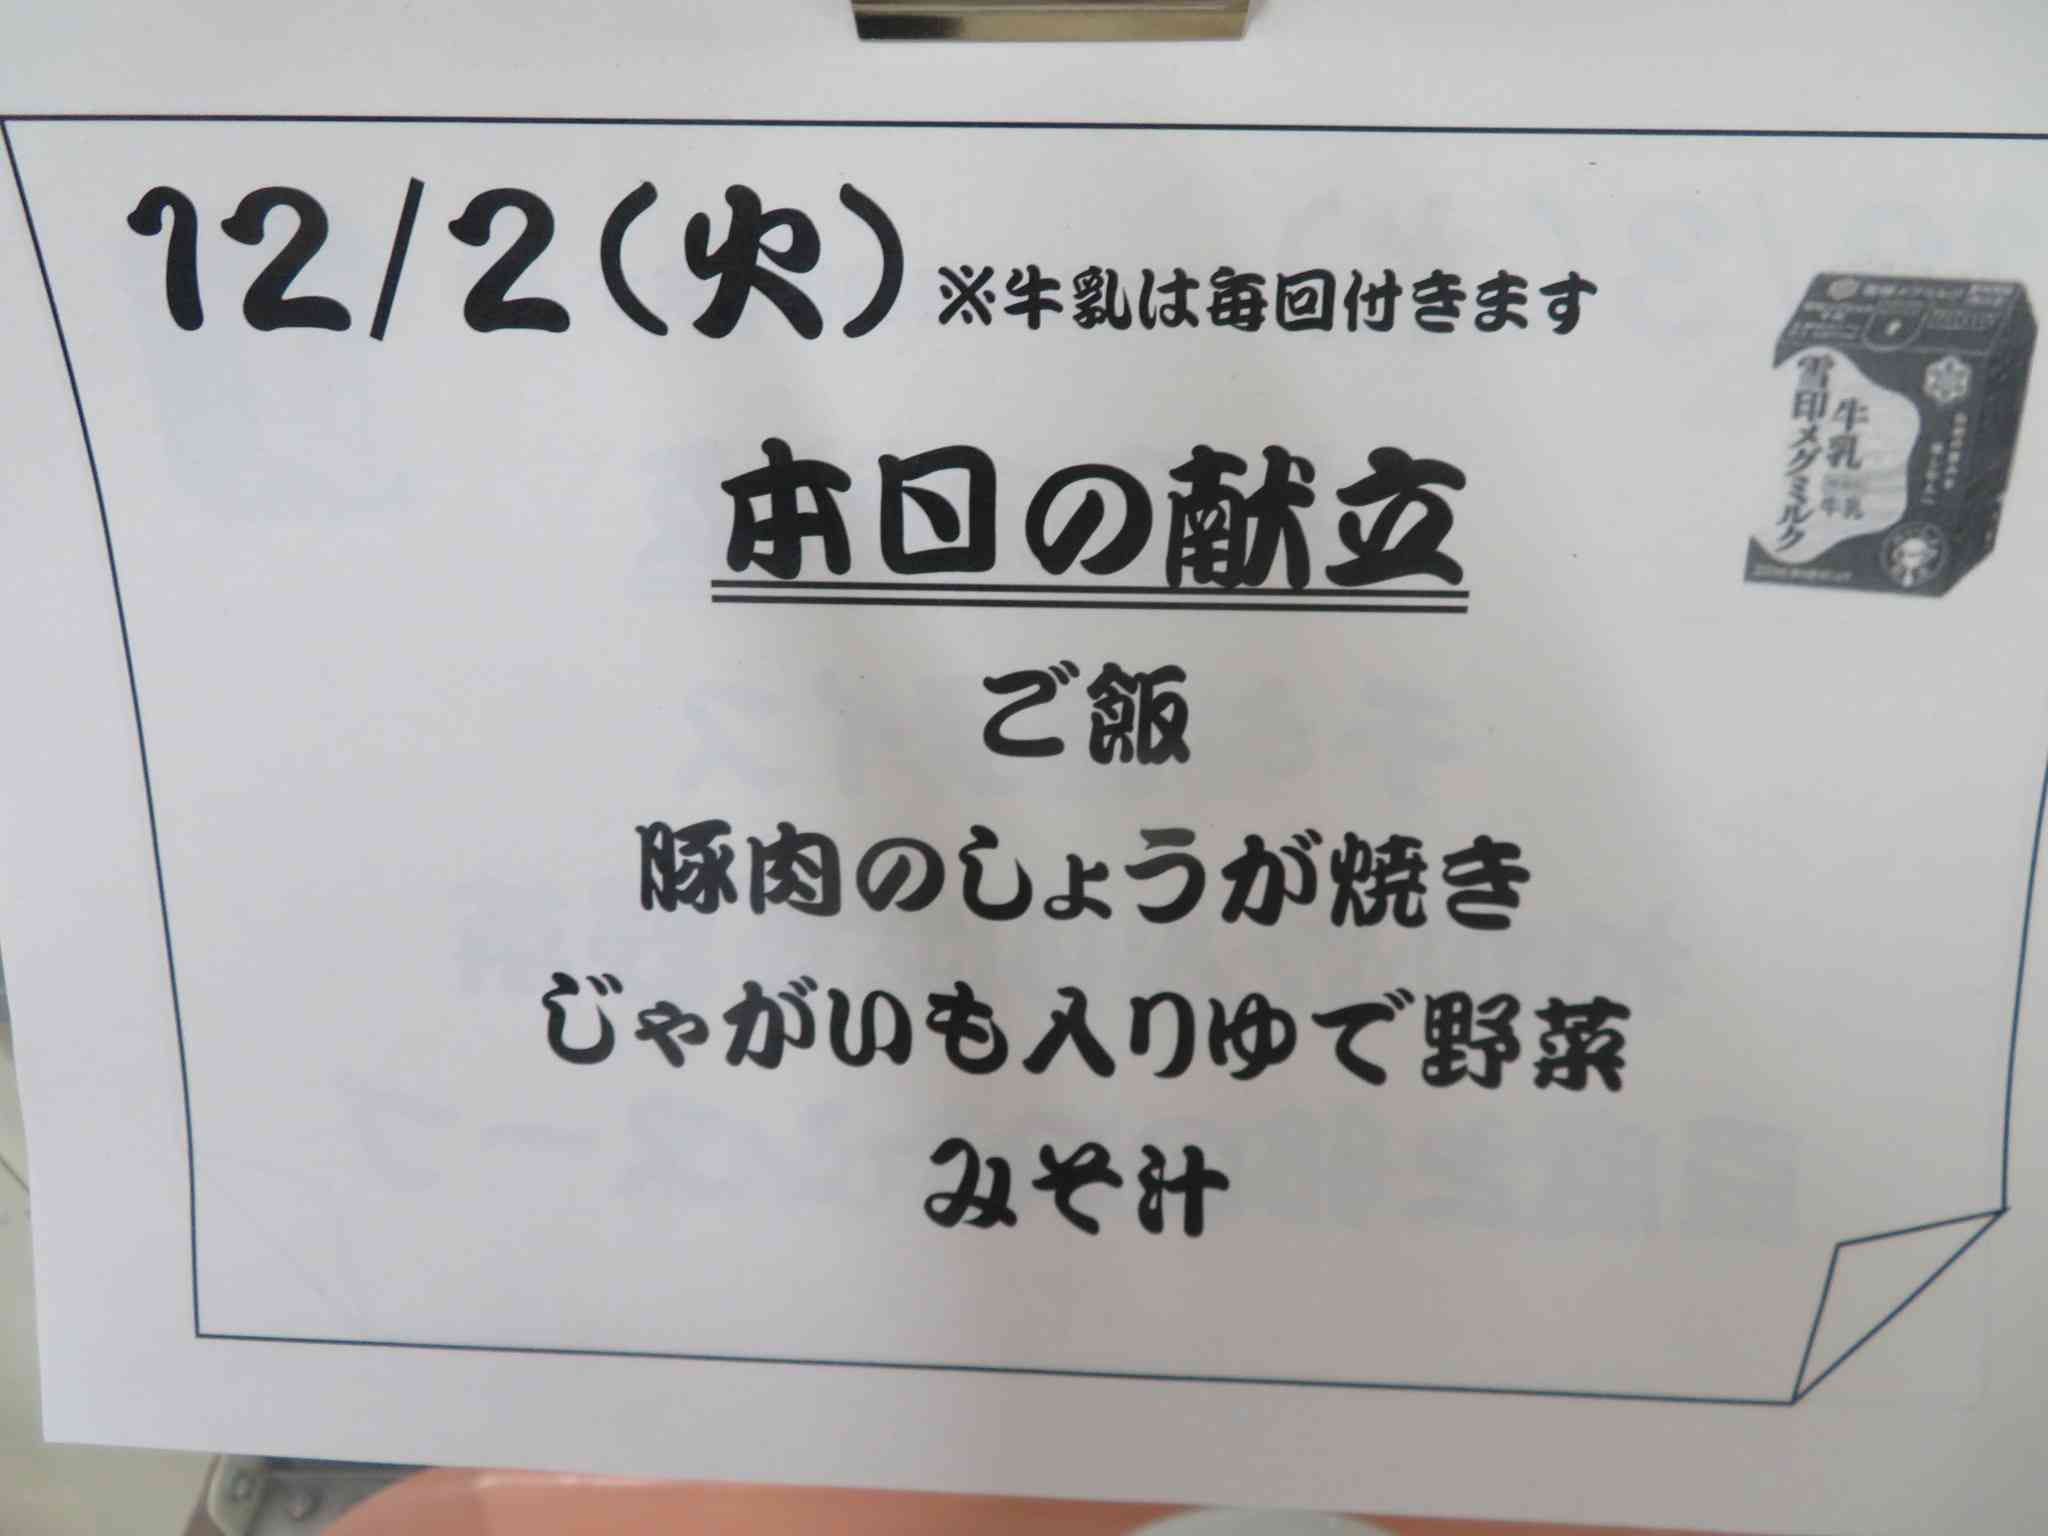 12/2(火) ※牛乳は毎回付きます
本日の献立
ご飯
豚肉のしょうが焼き
じゃがいも入りゆで野菜
みそ汁
牛乳
雪印メグミルク
牛乳